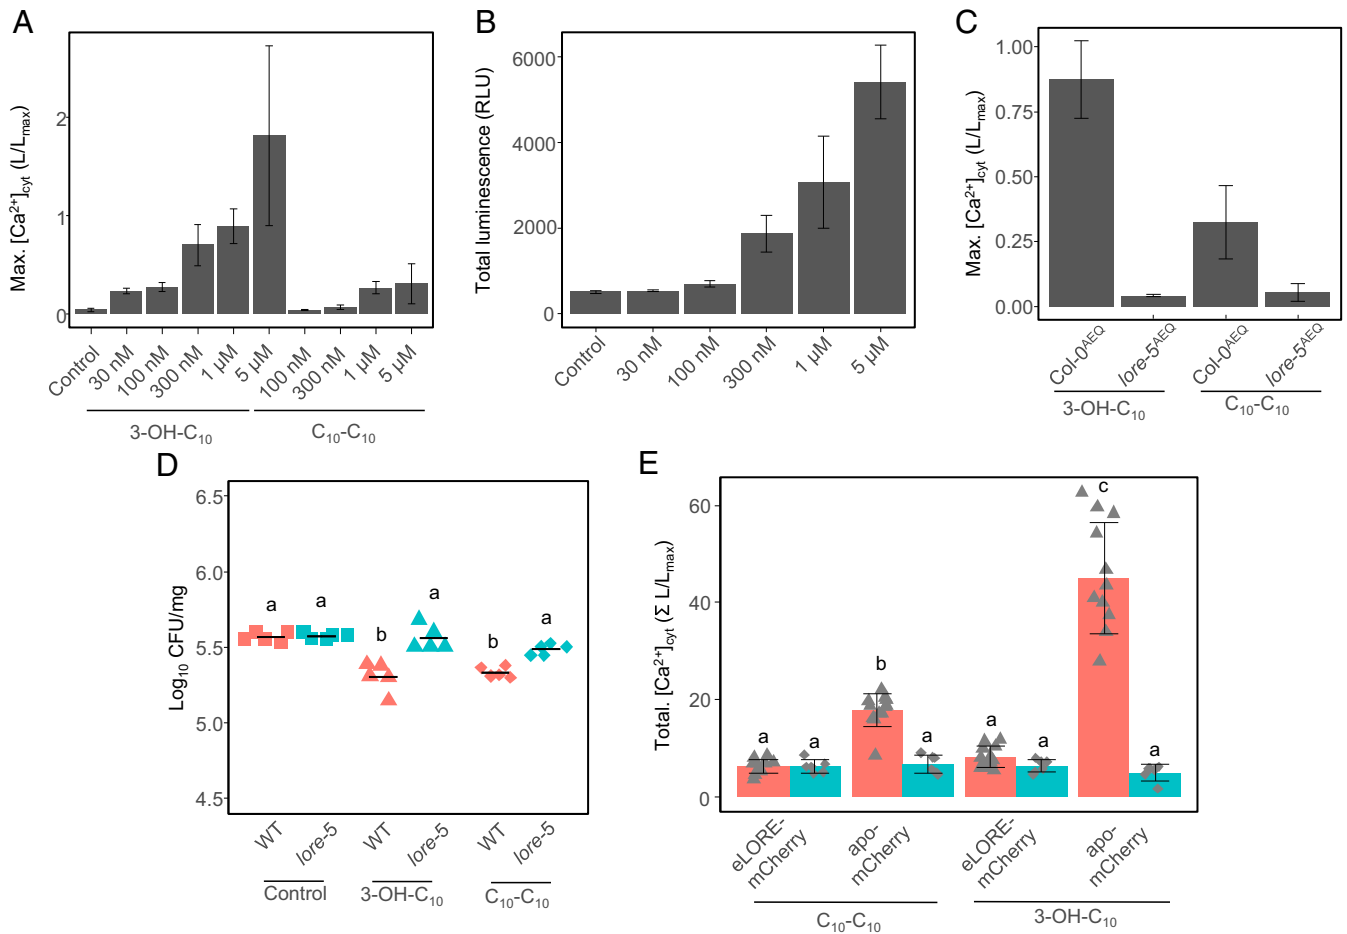 A
Max. [Ca²⁺]cyt (L/Lmax)
2
1
0
Control
30 nM
100 nM
300 nM
1 µM
5 µM
100 nM
300 nM
1 µM
5 µM
3-OH-C₁₀
C₁₀-C₁₀
B
Total luminescence (RLU)
6000
4000
2000
0
Control
30 nM
100 nM
300 nM
1 µM
5 µM
C
Max. [Ca²⁺]cyt (L/Lmax)
1.00
0.75
0.50
0.25
0.00
Col-0ᴬᴱQ
lore-5ᴬᴱQ
Col-0ᴬᴱQ
lore-5ᴬᴱQ
3-OH-C₁₀
C₁₀-C₁₀
D
Log₁₀ CFU/mg
6.5
6.0
5.5
5.0
4.5
a
a
b
a
b
a
WT
lore-5
WT
lore-5
WT
lore-5
Control
3-OH-C₁₀
C₁₀-C₁₀
E
Total. [Ca²⁺]cyt (Σ L/Lmax)
60
40
20
0
a
a
b
a
a
a
c
a
eLORE-
mCherry
apo-
mCherry
eLORE-
mCherry
apo-
mCherry
C₁₀-C₁₀
3-OH-C₁₀